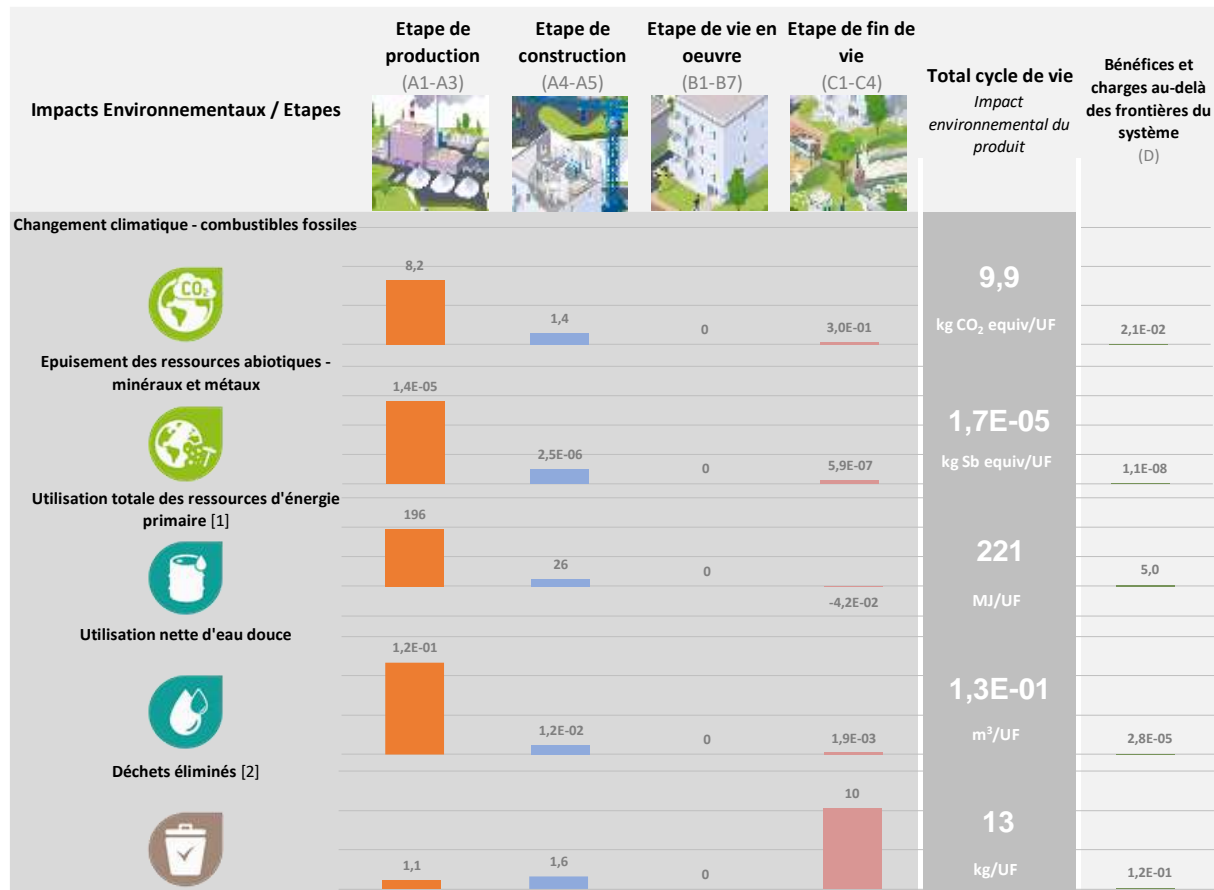 Impacts Environnementaux / Etapes
Etape de
production
(A1-A3)
Etape de
construction
(A4-A5)
Etape de vie en
oeuvre
(B1-B7)
Etape de fin de
vie
(C1-C4)
Total cycle de vie
Impact
environnemental du
produit
Bénéfices et
charges au-delà
des frontières du
système
(D)
Changement climatique - combustibles fossiles
CO2
8,2
1,4
0
3,0E-01
9,9
kg CO₂ equiv/UF
2,1E-02
Epuisement des ressources abiotiques -
minéraux et métaux
1,4E-05
2,5E-06
0
5,9E-07
1,7E-05
kg Sb equiv/UF
1,1E-08
Utilisation totale des ressources d'énergie
primaire [1]
196
26
0
-4,2E-02
221
MJ/UF
5,0
Utilisation nette d'eau douce
1,2E-01
1,2E-02
0
1,9E-03
1,3E-01
m³/UF
2,8E-05
Déchets éliminés [2]
1,1
1,6
0
10
13
kg/UF
1,2E-01